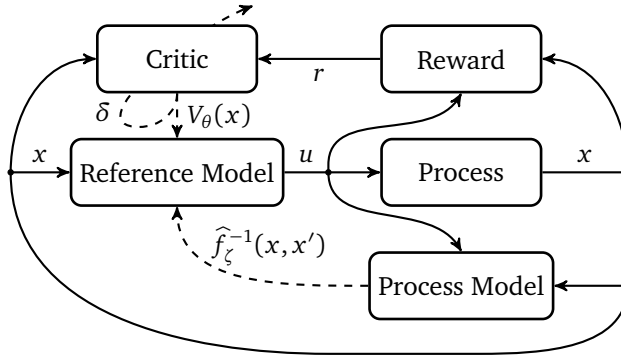 Critic
Reward
r
δ
V_θ(x)
x
Reference Model
u
Process
x
f̂_ζ^{-1}(x, x′)
Process Model